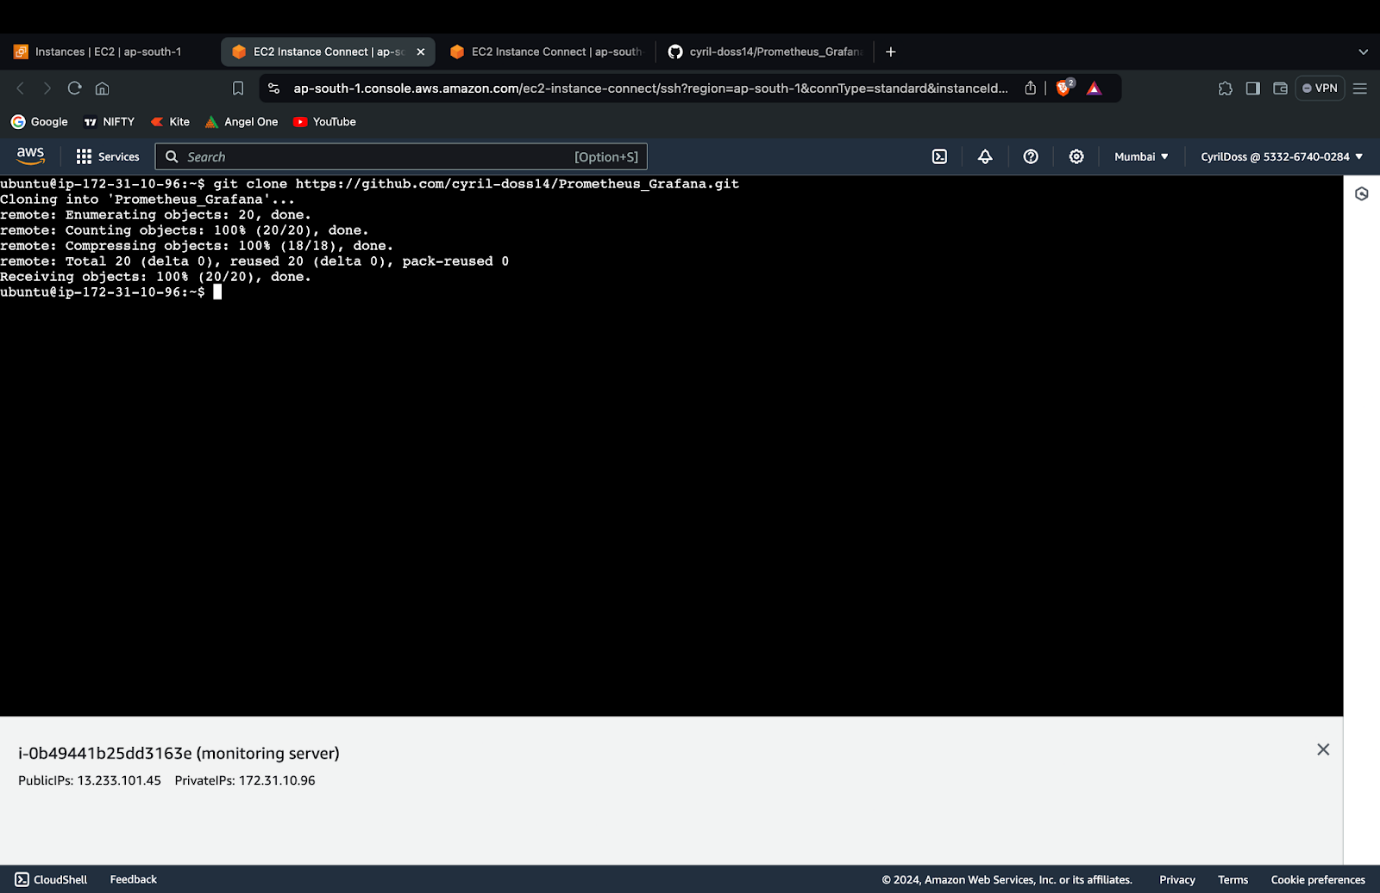 Instances | EC2 | ap-south-1
EC2 Instance Connect | ap-so
EC2 Instance Connect | ap-south-
cyril-doss14/Prometheus_Grafana
ap-south-1.console.aws.amazon.com/ec2-instance-connect/ssh?region=ap-south-1&connType=standard&instanceId...
2
VPN
Google
NIFTY
Kite
Angel One
YouTube
aws
Services
Search
[Option+S]
Mumbai
CyrilDoss @ 5332-6740-0284
ubuntu@ip-172-31-10-96:~$ git clone https://github.com/cyril-doss14/Prometheus_Grafana.git
Cloning into 'Prometheus_Grafana'...
remote: Enumerating objects: 20, done.
remote: Counting objects: 100% (20/20), done.
remote: Compressing objects: 100% (18/18), done.
remote: Total 20 (delta 0), reused 20 (delta 0), pack-reused 0
Receiving objects: 100% (20/20), done.
ubuntu@ip-172-31-10-96:~$
i-0b49441b25dd3163e (monitoring server)
PublicIPs: 13.233.101.45 PrivateIPs: 172.31.10.96
CloudShell
Feedback
© 2024, Amazon Web Services, Inc. or its affiliates.
Privacy
Terms
Cookie preferences